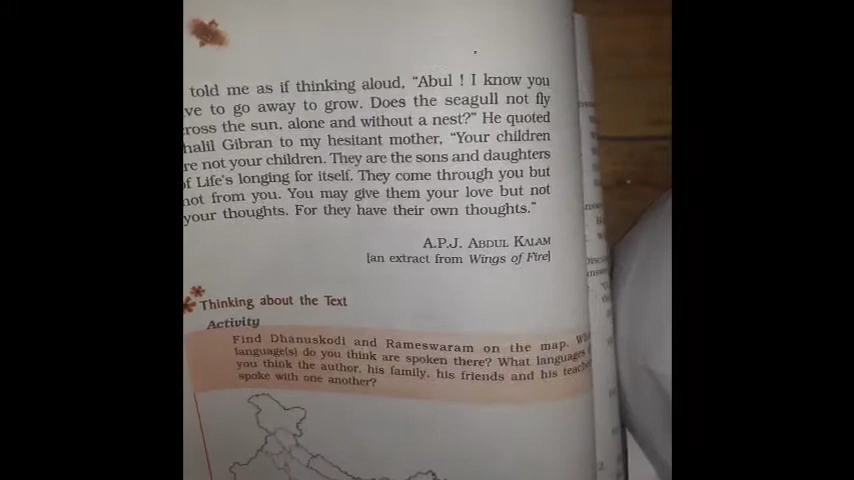 told me as if thinking aloud, “Abul ! I know you
ve to go away to grow. Does the seagull not fly
ross the sun, alone and without a nest?” He quoted
halil Gibran to my hesitant mother, “Your children
re not your children. They are the sons and daughters
of Life’s longing for itself. They come through you but
not from you. You may give them your love but not
your thoughts. For they have their own thoughts.”
A.P.J. ABDUL KALAM
[an extract from Wings of Fire]
Thinking about the Text
Activity
Find Dhanuskodi and Rameswaram on the map.
language(s) do you think are spoken there? What languages
you think the author, his family, his friends and his teache
spoke with one another?